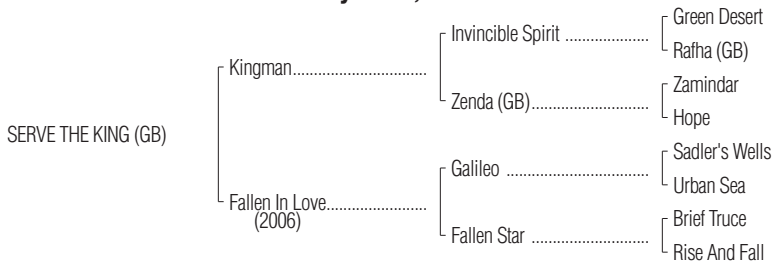 Green Desert
Invincible Spirit ....................
Rafha (GB)
Kingman................................
Zamindar
Zenda (GB)............................
Hope
SERVE THE KING (GB)
Sadler's Wells
Galileo ..................................
Urban Sea
Fallen In Love........................
(2006)
Brief Truce
Fallen Star ............................
Rise And Fall